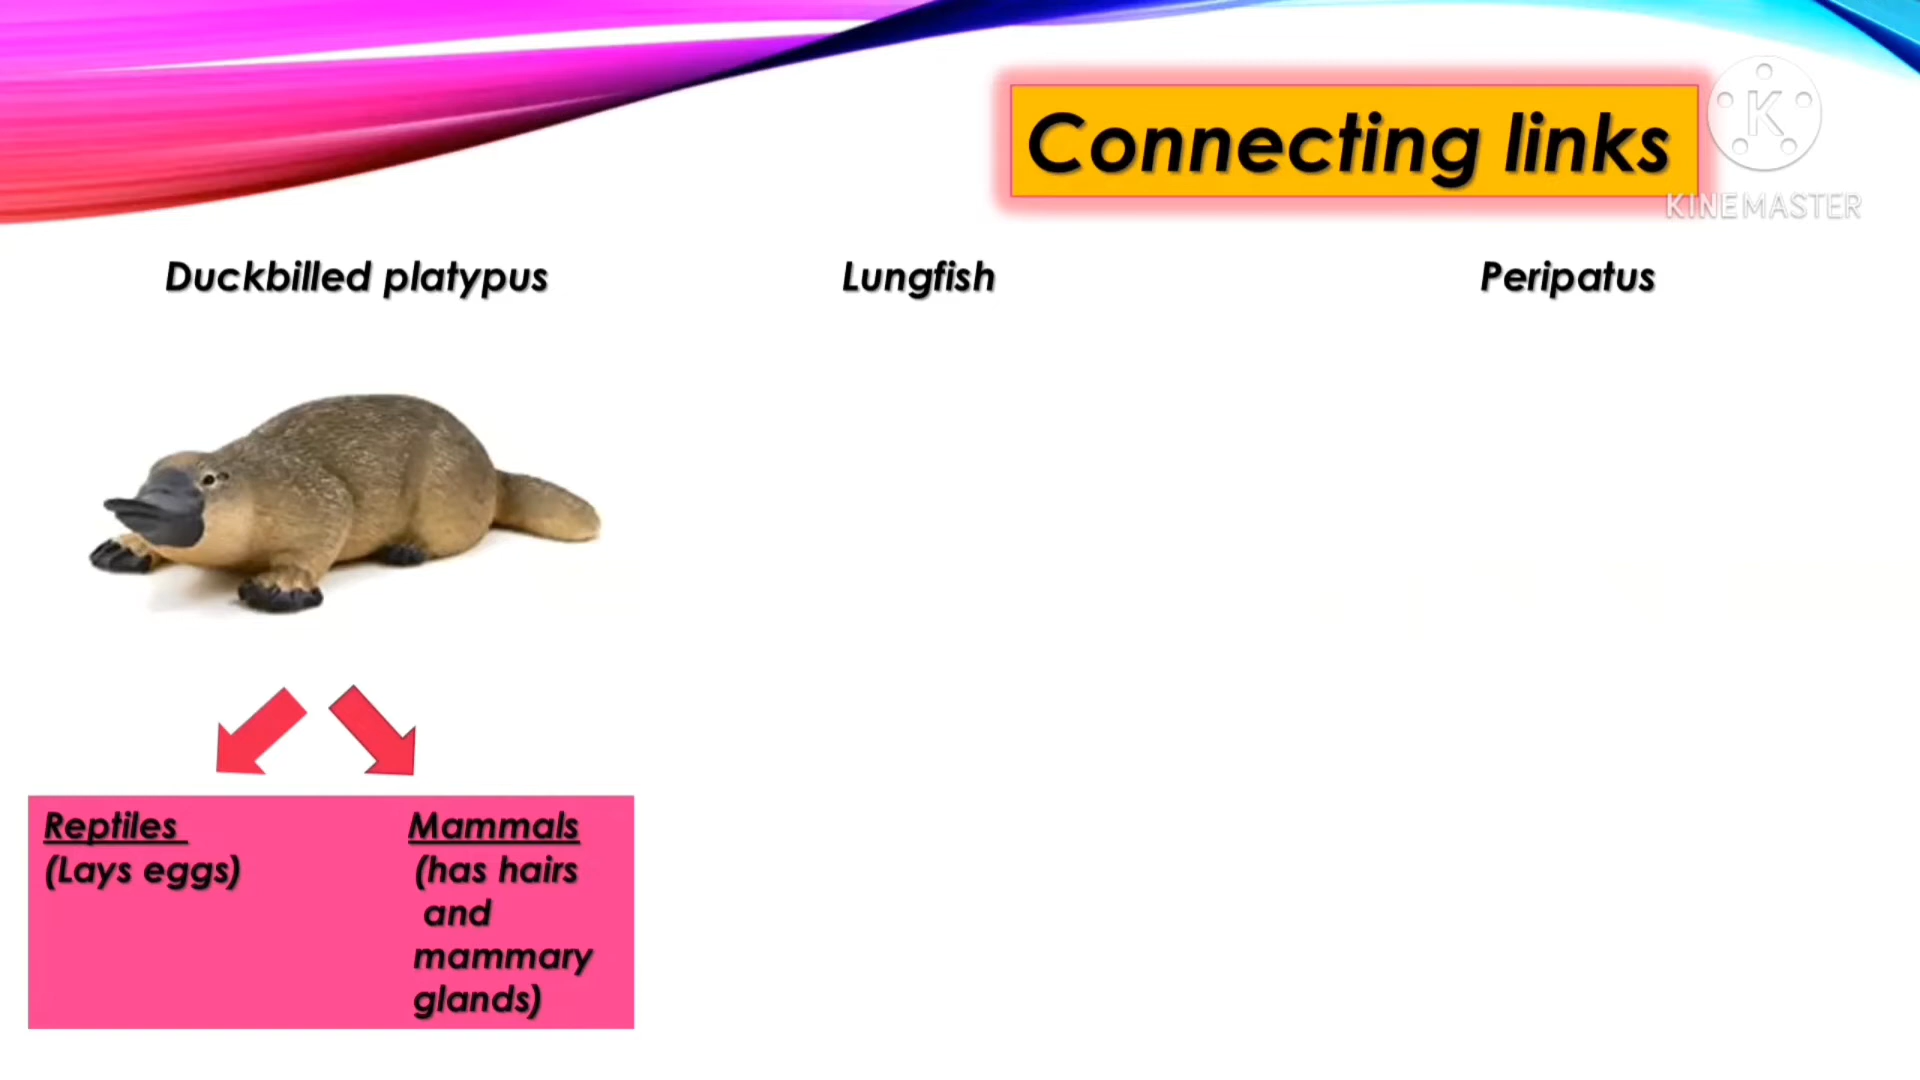 Connecting links
K
KINEMASTER
Duckbilled platypus
Lungfish
Peripatus
Reptiles
(Lays eggs)
Mammals
(has hairs
and
mammary
glands)